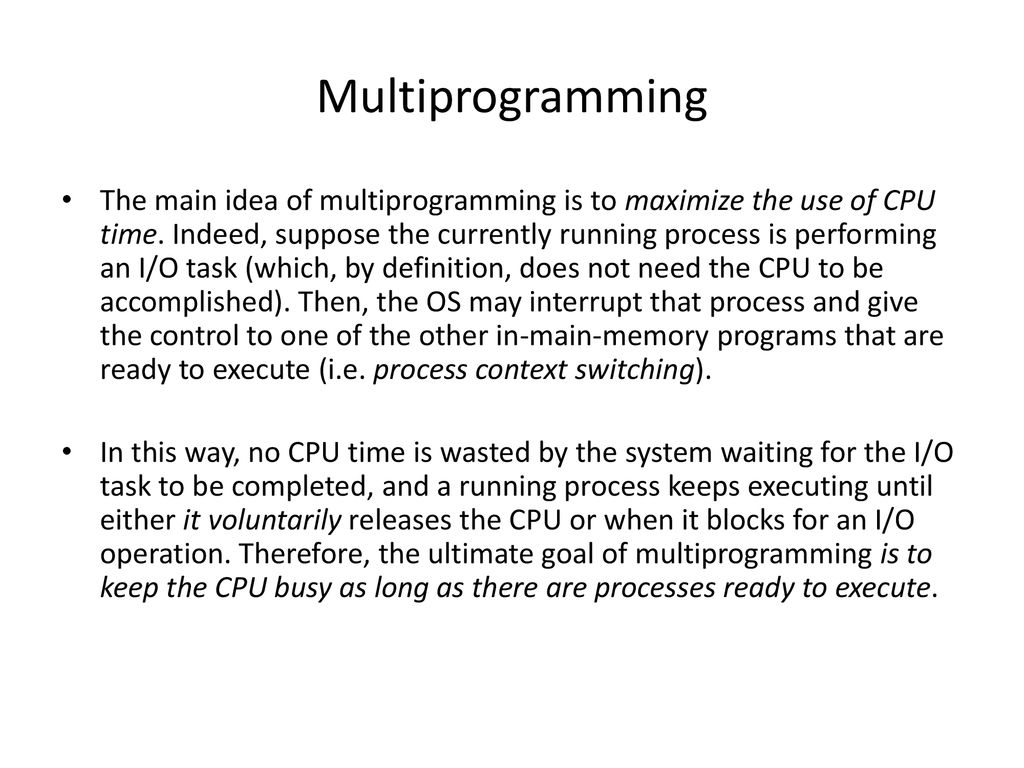 Multiprogramming
• The main idea of multiprogramming is to maximize the use of CPU
time. Indeed, suppose the currently running process is performing
an I/O task (which, by definition, does not need the CPU to be
accomplished). Then, the OS may interrupt that process and give
the control to one of the other in-main-memory programs that are
ready to execute (i.e. process context switching).
• In this way, no CPU time is wasted by the system waiting for the I/O
task to be completed, and a running process keeps executing until
either it voluntarily releases the CPU or when it blocks for an I/O
operation. Therefore, the ultimate goal of multiprogramming is to
keep the CPU busy as long as there are processes ready to execute.